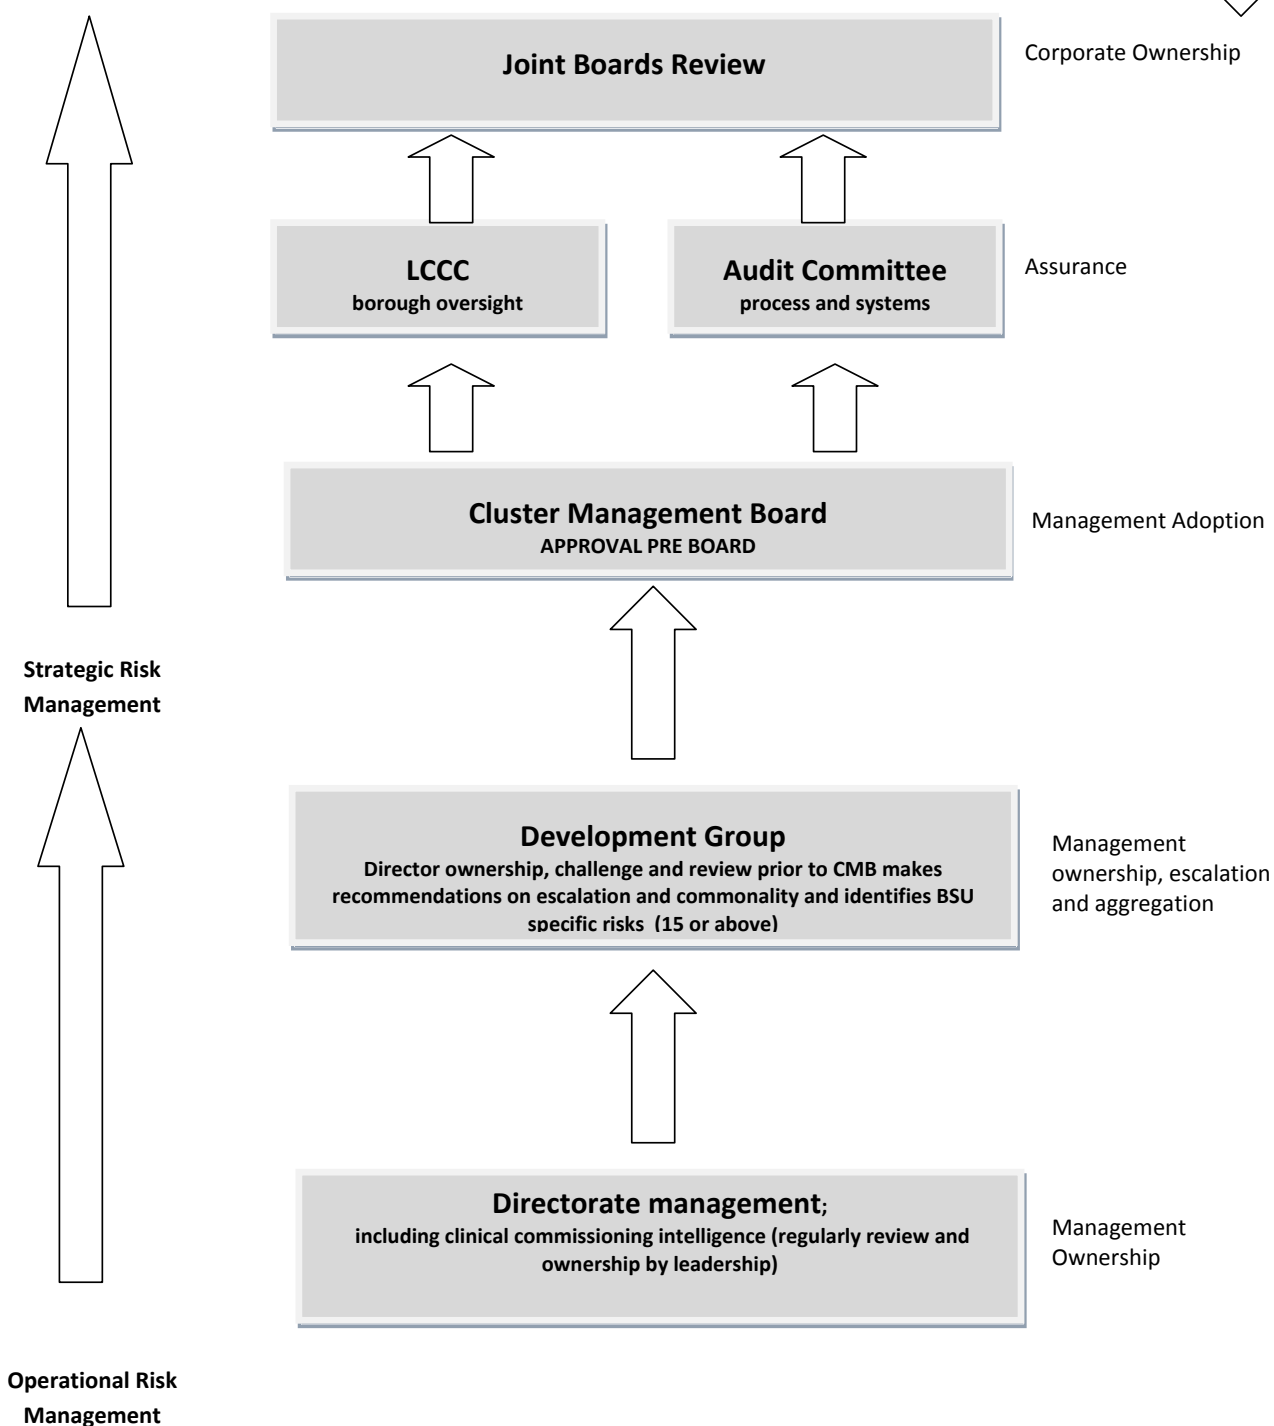 Joint Boards Review
Corporate Ownership
LCCC
borough oversight
Audit Committee
process and systems
Assurance
Cluster Management Board
APPROVAL PRE BOARD
Management Adoption
Strategic Risk
Management
Development Group
Director ownership, challenge and review prior to CMB makes
recommendations on escalation and commonality and identifies BSU
specific risks  (15 or above)
Management
ownership, escalation
and aggregation
Directorate management;
including clinical commissioning intelligence (regularly review and
ownership by leadership)
Management
Ownership
Operational Risk
Management